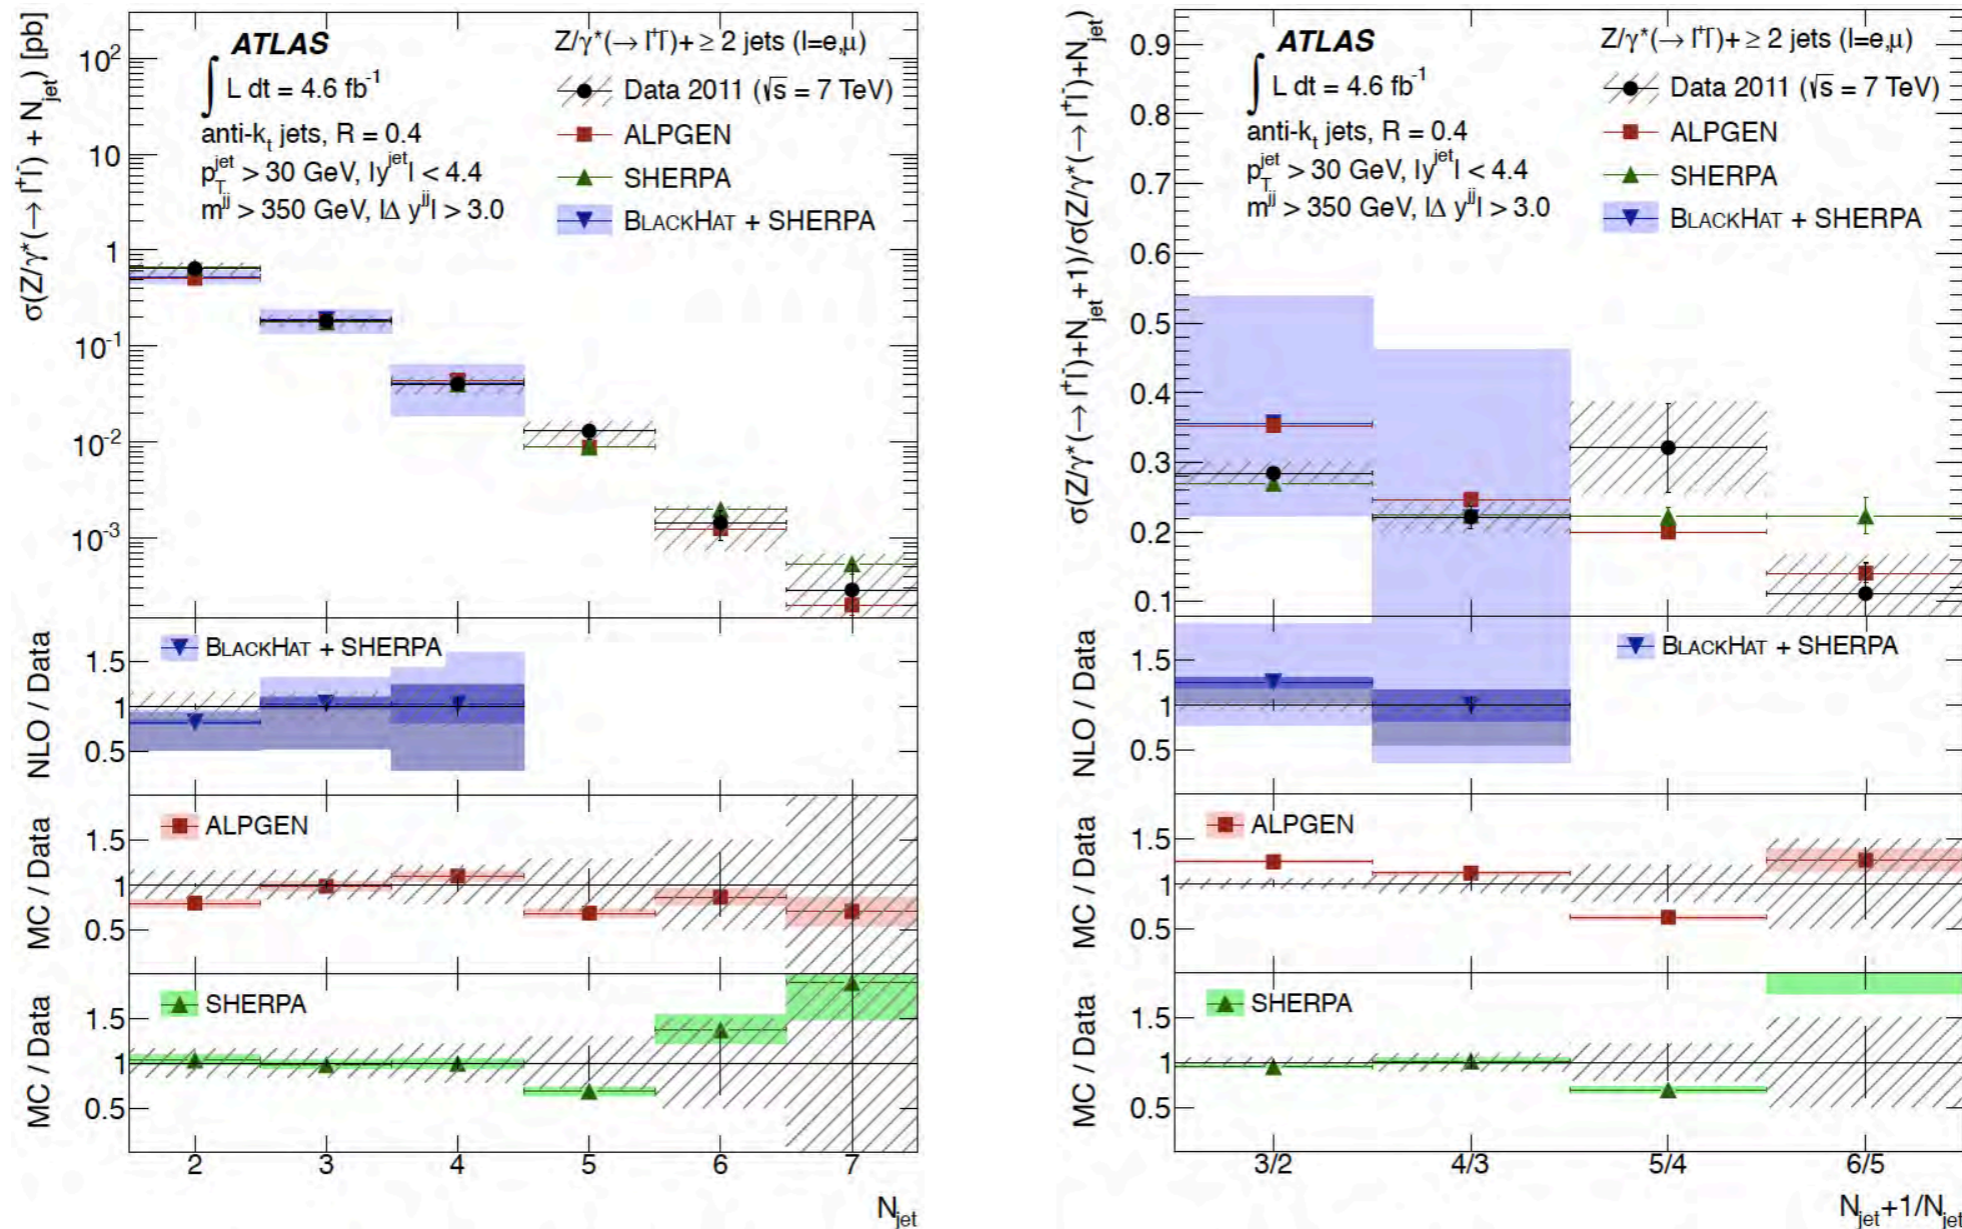 σ(Z/γ*(→ l⁺l⁻) + N_jet) [pb]
ATLAS
Z/γ*(→ l⁺l⁻)+ ≥ 2 jets (l=e,μ)
∫ L dt = 4.6 fb⁻¹
Data 2011 (√s = 7 TeV)
anti-k_t jets, R = 0.4
ALPGEN
p_T^jet > 30 GeV, |y^jet| < 4.4
SHERPA
m^jj > 350 GeV, |Δ y^jj| > 3.0
BLACKHAT + SHERPA
10²
10
1
10⁻¹
10⁻²
10⁻³
NLO / Data
BLACKHAT + SHERPA
1.5
1
0.5
MC / Data
ALPGEN
1.5
1
0.5
MC / Data
SHERPA
1.5
1
0.5
2 3 4 5 6 7
N_jet
σ(Z/γ*(→ l⁺l⁻)+N_jet+1)/σ(Z/γ*(→ l⁺l⁻)+N_jet)
ATLAS
Z/γ*(→ l⁺l⁻)+ ≥ 2 jets (l=e,μ)
∫ L dt = 4.6 fb⁻¹
Data 2011 (√s = 7 TeV)
anti-k_t jets, R = 0.4
ALPGEN
p_T^jet > 30 GeV, |y^jet| < 4.4
SHERPA
m^jj > 350 GeV, |Δ y^jj| > 3.0
BLACKHAT + SHERPA
0.9
0.8
0.7
0.6
0.5
0.4
0.3
0.2
0.1
NLO / Data
BLACKHAT + SHERPA
1.5
1
0.5
MC / Data
ALPGEN
1.5
1
0.5
MC / Data
SHERPA
1.5
1
0.5
3/2 4/3 5/4 6/5
N_jet+1/N_jet